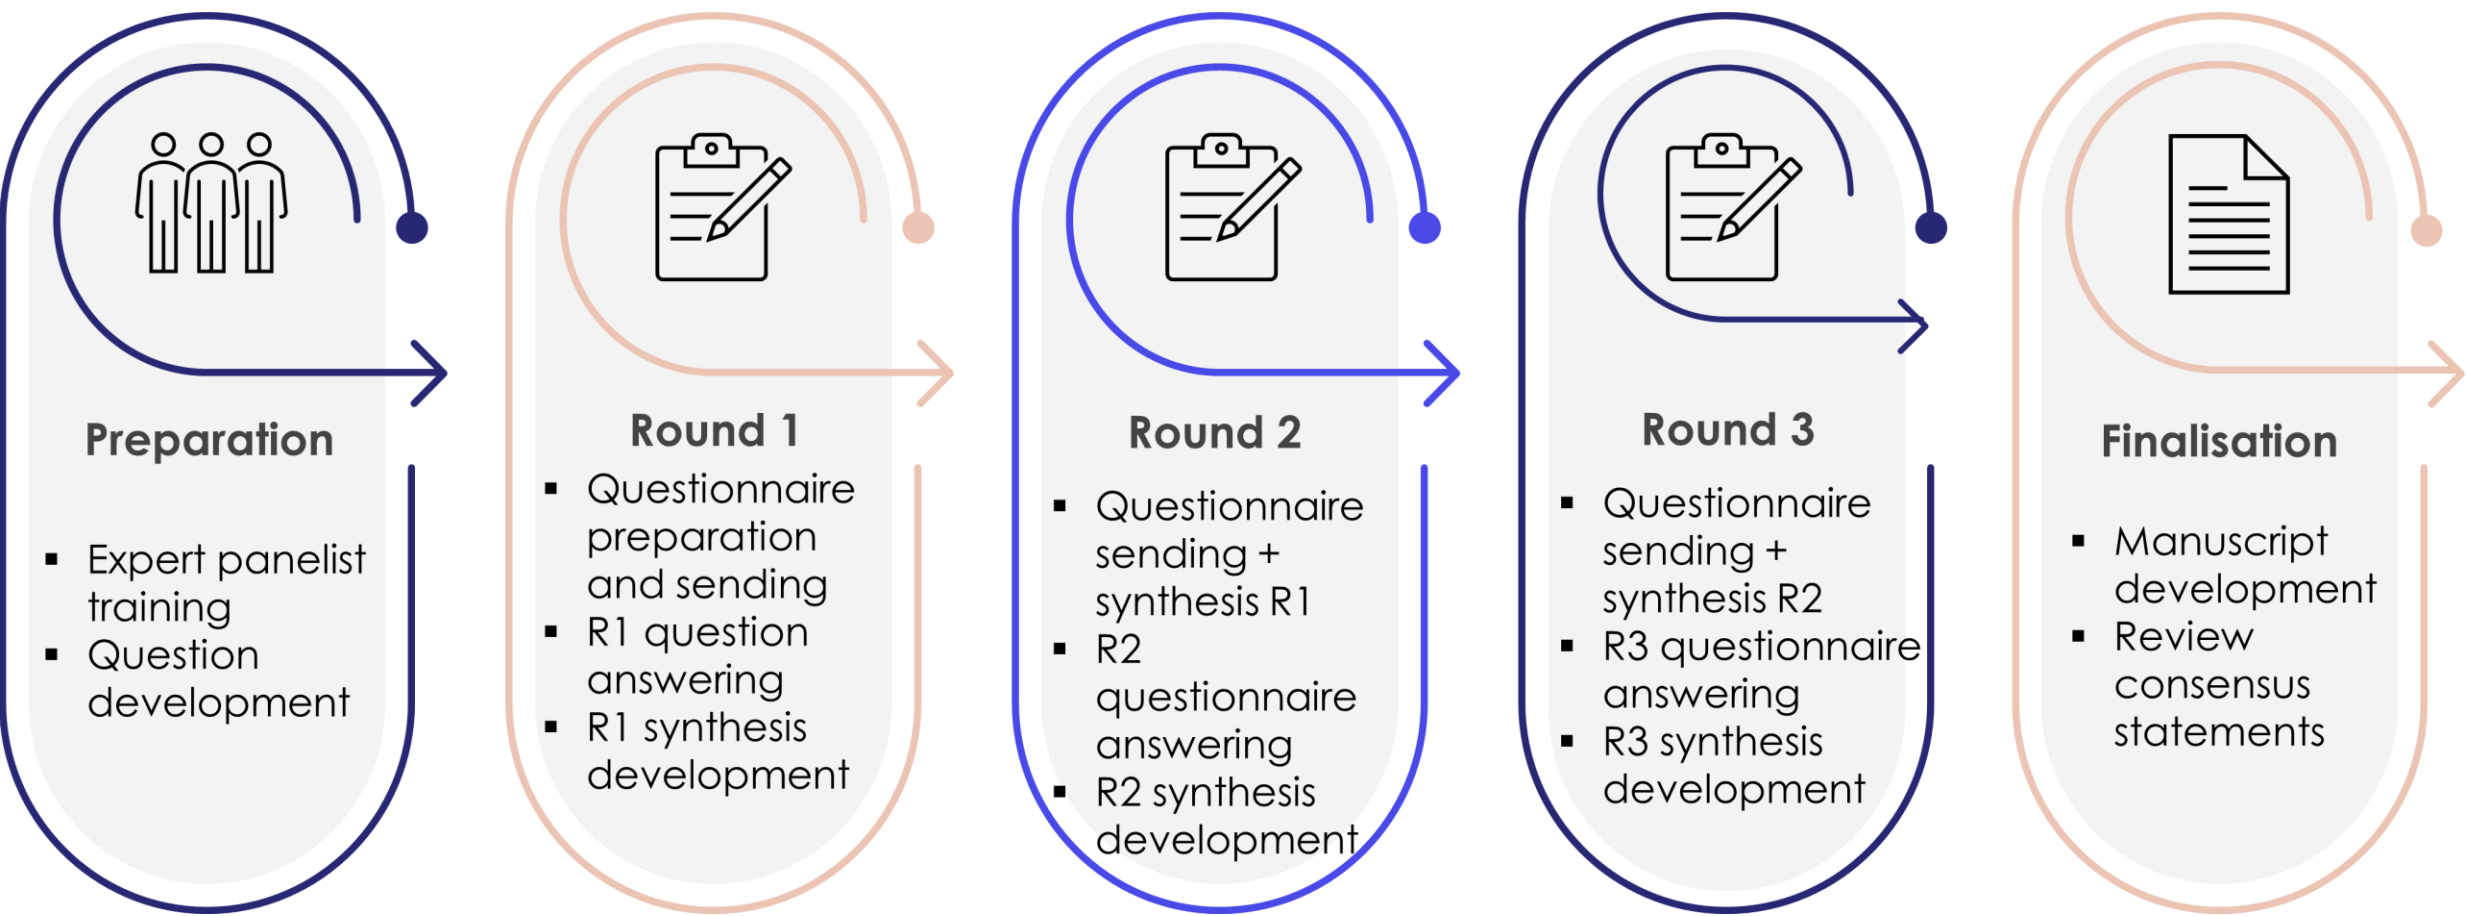 Preparation
▪ Expert panelist
training
▪ Question
development
Round 1
▪ Questionnaire
preparation
and sending
▪ R1 question
answering
▪ R1 synthesis
development
Round 2
▪ Questionnaire
sending +
synthesis R1
▪ R2
questionnaire
answering
▪ R2 synthesis
development
Round 3
▪ Questionnaire
sending +
synthesis R2
▪ R3 questionnaire
answering
▪ R3 synthesis
development
Finalisation
▪ Manuscript
development
▪ Review
consensus
statements